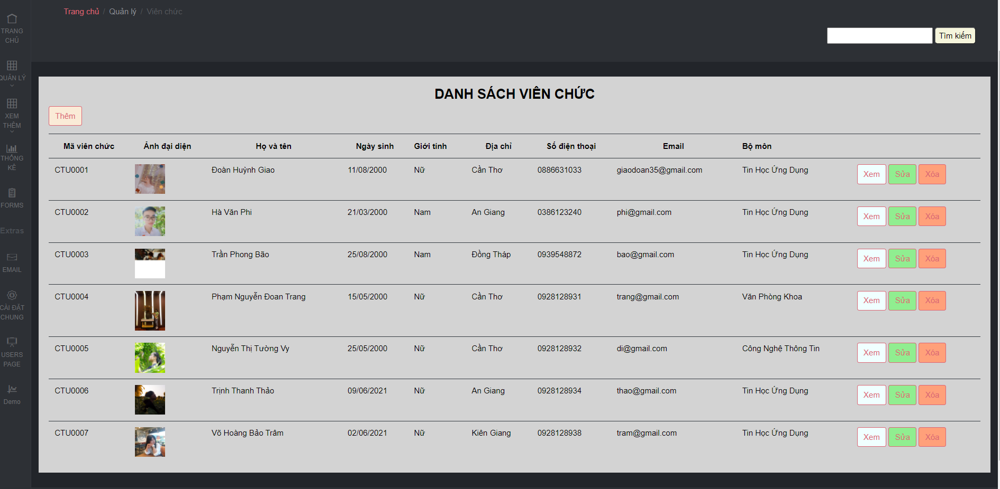 Trang chủ / Quản lý / Viên chức
Tìm kiếm
TRANG
CHỦ
QUẢN LÝ
XEM
THÊM
THỐNG
KÊ
FORMS
Extras
EMAIL
CÀI ĐẶT
CHUNG
USERS
PAGE
Demo
DANH SÁCH VIÊN CHỨC
Thêm
Mã viên chức Ảnh đại diện Họ và tên Ngày sinh Giới tính Địa chỉ Số điện thoại Email Bộ môn
CTU0001 Đoàn Huỳnh Giao 11/08/2000 Nữ Cần Thơ 0886631033 giaodoan35@gmail.com Tin Học Ứng Dụng Xem Sửa Xóa
CTU0002 Hà Văn Phi 21/03/2000 Nam An Giang 0386123240 phi@gmail.com Tin Học Ứng Dụng Xem Sửa Xóa
CTU0003 Trần Phong Bão 25/08/2000 Nam Đồng Tháp 0939548872 bao@gmail.com Tin Học Ứng Dụng Xem Sửa Xóa
CTU0004 Phạm Nguyễn Đoan Trang 15/05/2000 Nữ Cần Thơ 0928128931 trang@gmail.com Văn Phòng Khoa Xem Sửa Xóa
CTU0005 Nguyễn Thị Tường Vy 25/05/2000 Nữ Cần Thơ 0928128932 di@gmail.com Công Nghệ Thông Tin Xem Sửa Xóa
CTU0006 Trịnh Thanh Thảo 09/06/2021 Nữ An Giang 0928128934 thao@gmail.com Tin Học Ứng Dụng Xem Sửa Xóa
CTU0007 Võ Hoàng Bảo Trâm 02/06/2021 Nữ Kiên Giang 0928128938 tram@gmail.com Tin Học Ứng Dụng Xem Sửa Xóa